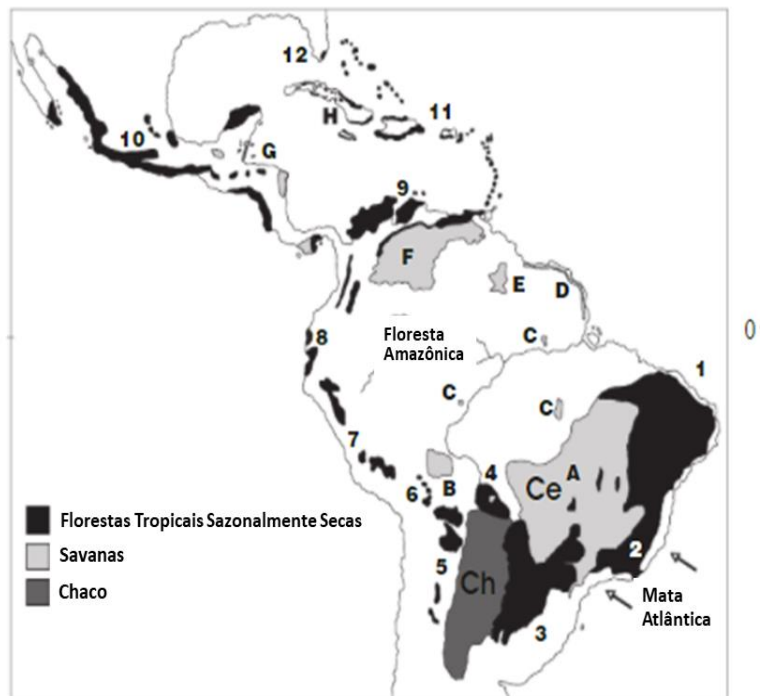 12
11
H
10
G
9
F
E
D
0
8
Floresta
Amazônica
C
1
C
C
7
4
A
Ce
6
B
Florestas Tropicais Sazonalmente Secas
2
Savanas
5
Ch
Chaco
Mata
Atlântica
3